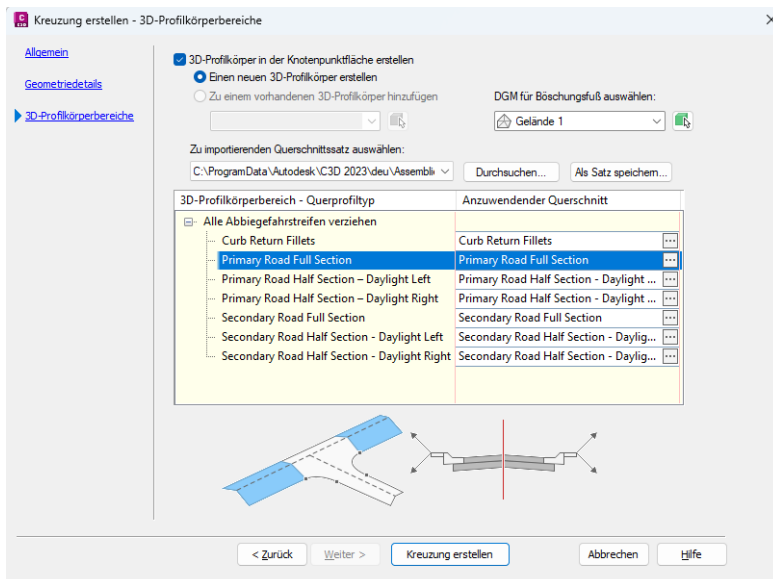 Kreuzung erstellen - 3D-Profilkörperbereiche
Allgemein
Geometriedetails
3D-Profilkörperbereiche
3D-Profilkörper in der Knotenpunktfläche erstellen
Einen neuen 3D-Profilkörper erstellen
Zu einem vorhandenen 3D-Profilkörper hinzufügen
DGM für Böschungsfuß auswählen:
Gelände 1
Zu importierenden Querschnittssatz auswählen:
C:\ProgramData\Autodesk\C3D 2023\deu\Assembli
Durchsuchen...
Als Satz speichern...
3D-Profilkörperbereich - Querprofiltyp Anzuwendender Querschnitt
Alle Abbiegefahrstreifen verziehen
Curb Return Fillets Curb Return Fillets ...
Primary Road Full Section Primary Road Full Section ...
Primary Road Half Section – Daylight Left Primary Road Half Section - Daylight ... ...
Primary Road Half Section – Daylight Right Primary Road Half Section - Daylight ... ...
Secondary Road Full Section Secondary Road Full Section ...
Secondary Road Half Section - Daylight Left Secondary Road Half Section - Daylig... ...
Secondary Road Half Section - Daylight Right Secondary Road Half Section - Daylig... ...
< Zurück Weiter > Kreuzung erstellen Abbrechen Hilfe